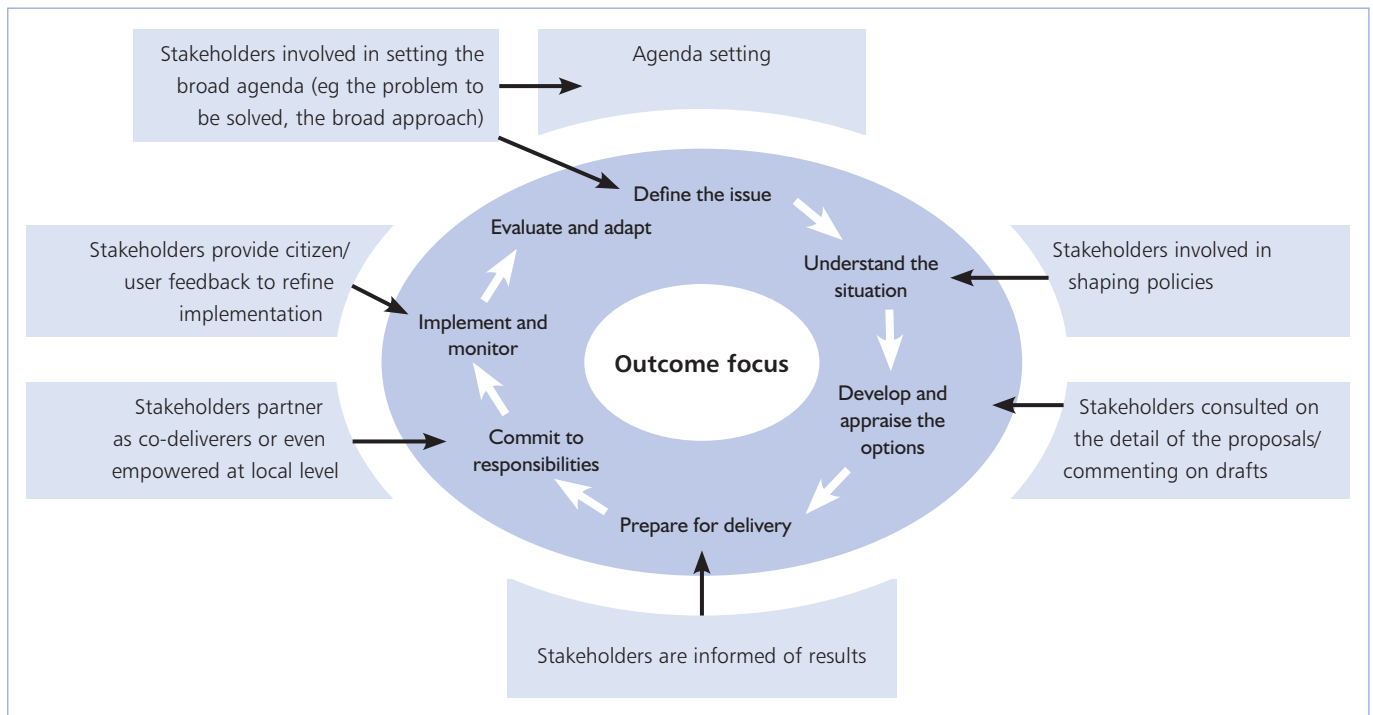 Stakeholders involved in setting the
broad agenda (eg the problem to
be solved, the broad approach)
Agenda setting
Define the issue
Evaluate and adapt
Stakeholders provide citizen/
user feedback to refine
implementation
Understand the
situation
Stakeholders involved in
shaping policies
Implement and
monitor
Outcome focus
Develop and
appraise the
options
Stakeholders consulted on
the detail of the proposals/
commenting on drafts
Stakeholders partner
as co-deliverers or even
empowered at local level
Commit to
responsibilities
Prepare for delivery
Stakeholders are informed of results